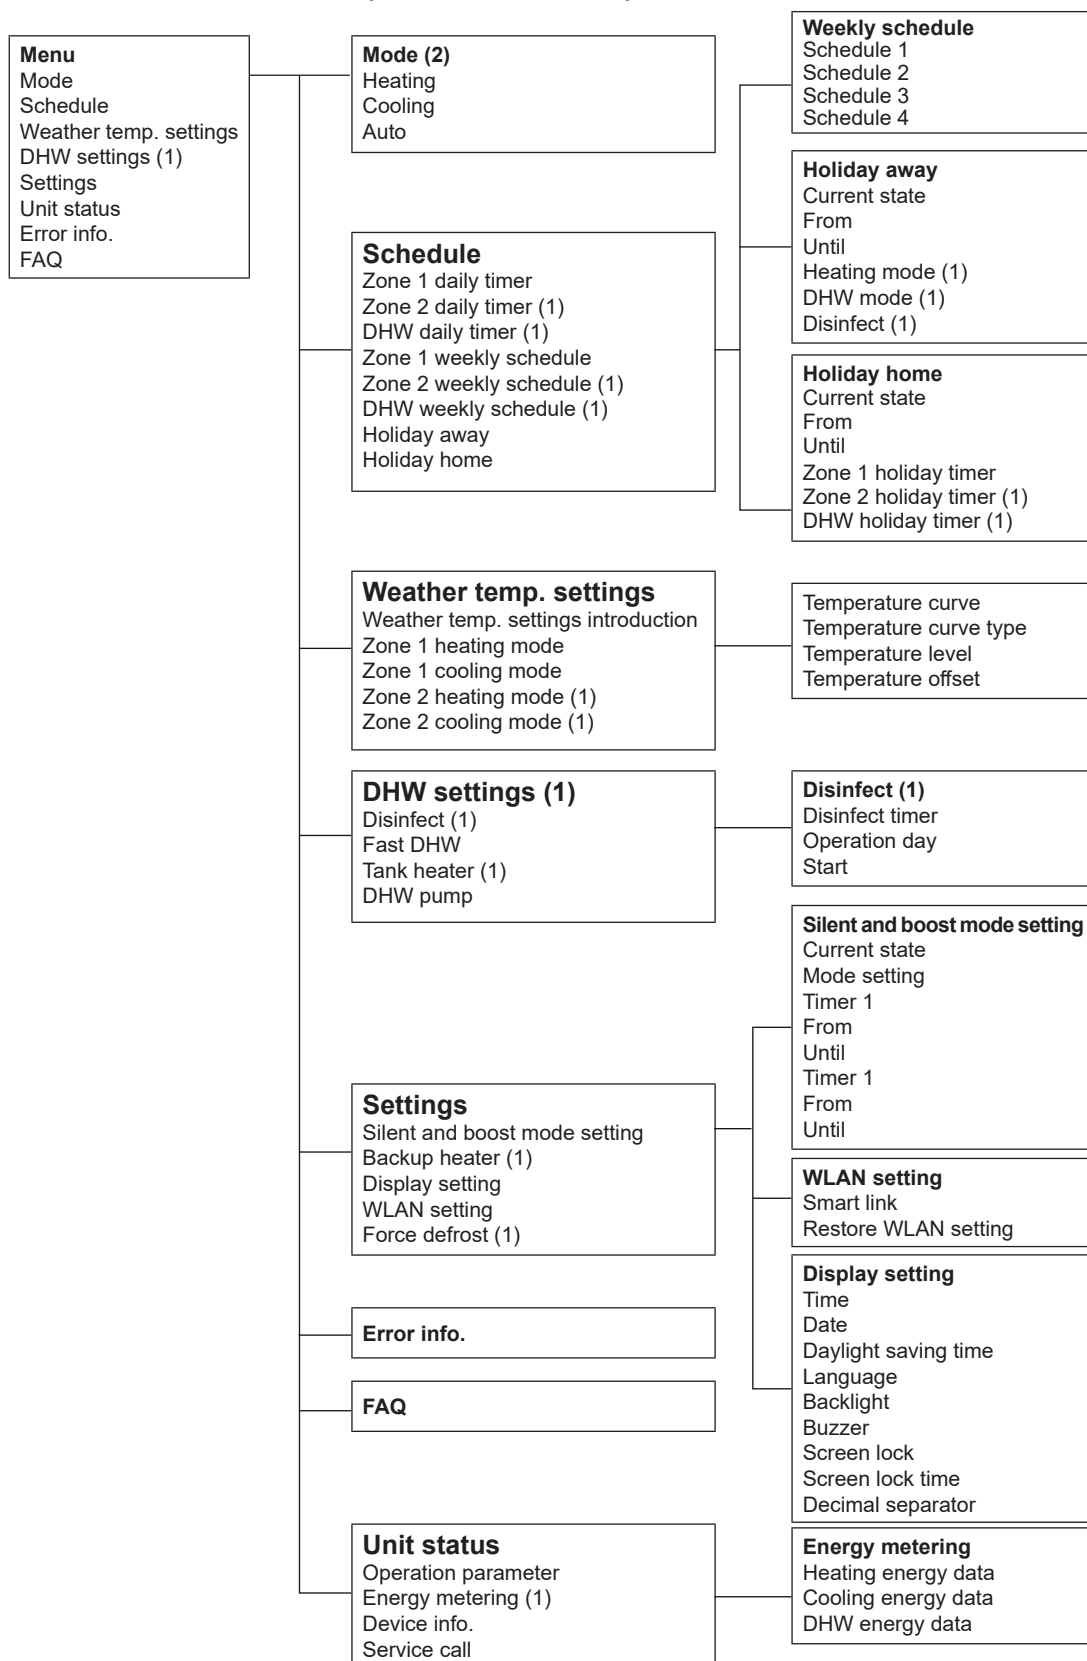 Menu
Mode
Schedule
Weather temp. settings
DHW settings (1)
Settings
Unit status
Error info.
FAQ
Mode (2)
Heating
Cooling
Auto
Schedule
Zone 1 daily timer
Zone 2 daily timer (1)
DHW daily timer (1)
Zone 1 weekly schedule
Zone 2 weekly schedule (1)
DHW weekly schedule (1)
Holiday away
Holiday home
Weekly schedule
Schedule 1
Schedule 2
Schedule 3
Schedule 4
Holiday away
Current state
From
Until
Heating mode (1)
DHW mode (1)
Disinfect (1)
Holiday home
Current state
From
Until
Zone 1 holiday timer
Zone 2 holiday timer (1)
DHW holiday timer (1)
Weather temp. settings
Weather temp. settings introduction
Zone 1 heating mode
Zone 1 cooling mode
Zone 2 heating mode (1)
Zone 2 cooling mode (1)
Temperature curve
Temperature curve type
Temperature level
Temperature offset
DHW settings (1)
Disinfect (1)
Fast DHW
Tank heater (1)
DHW pump
Disinfect (1)
Disinfect timer
Operation day
Start
Settings
Silent and boost mode setting
Backup heater (1)
Display setting
WLAN setting
Force defrost (1)
Silent and boost mode setting
Current state
Mode setting
Timer 1
From
Until
Timer 1
From
Until
WLAN setting
Smart link
Restore WLAN setting
Display setting
Time
Date
Daylight saving time
Language
Backlight
Buzzer
Screen lock
Screen lock time
Decimal separator
Error info.
FAQ
Unit status
Operation parameter
Energy metering (1)
Device info.
Service call
Energy metering
Heating energy data
Cooling energy data
DHW energy data